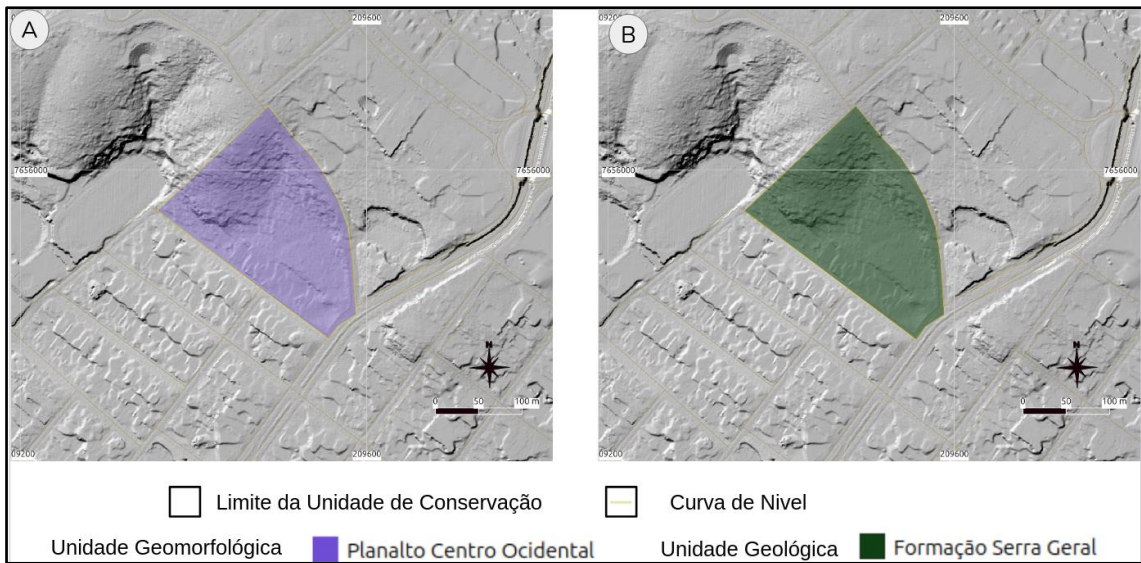 A
B
09200
209600
09200
209600
7656000
7656000
7656000
7656000
N
0 50 100 m
N
0 50 100 m
09200
209600
09200
209600
Limite da Unidade de Conservação
Curva de Nivel
Unidade Geomorfológica
Planalto Centro Ocidental
Unidade Geológica
Formação Serra Geral